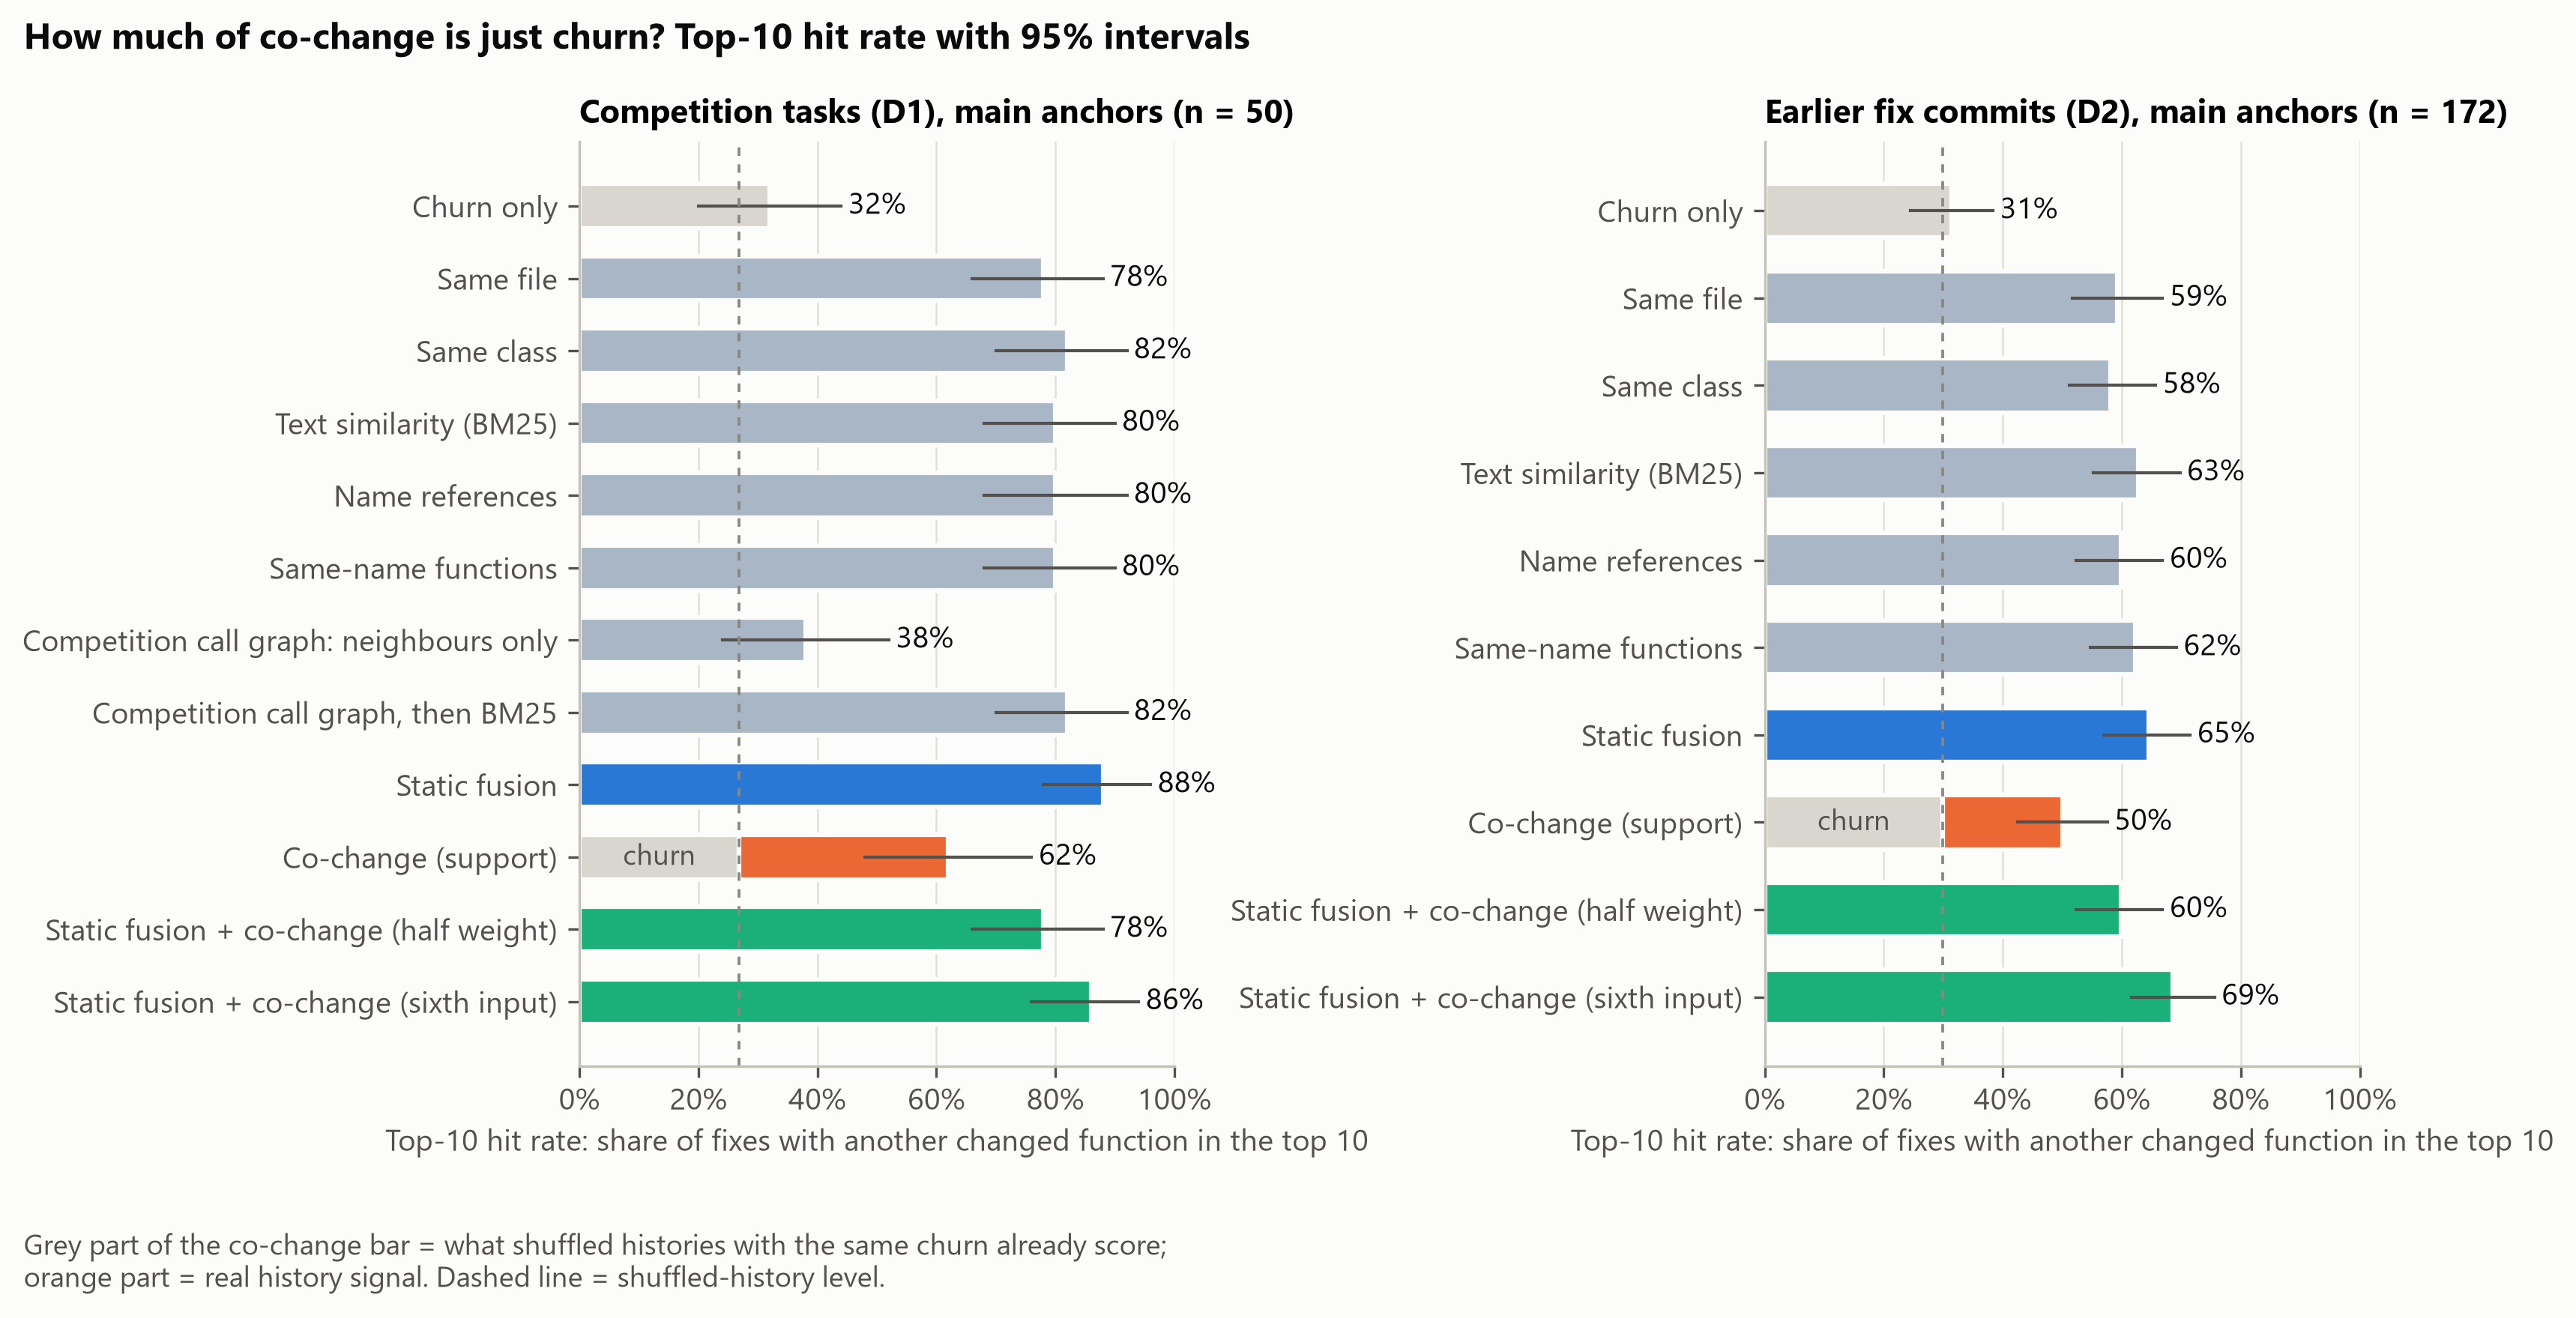 How much of co-change is just churn? Top-10 hit rate with 95% intervals
Competition tasks (D1), main anchors (n = 50)
Churn only
32%
Same file
78%
Same class
82%
Text similarity (BM25)
80%
Name references
80%
Same-name functions
80%
Competition call graph: neighbours only
38%
Competition call graph, then BM25
82%
Static fusion
88%
Co-change (support)
churn
62%
Static fusion + co-change (half weight)
78%
Static fusion + co-change (sixth input)
86%
0% 20% 40% 60% 80% 100%
Top-10 hit rate: share of fixes with another changed function in the top 10
Earlier fix commits (D2), main anchors (n = 172)
Churn only
31%
Same file
59%
Same class
58%
Text similarity (BM25)
63%
Name references
60%
Same-name functions
62%
Static fusion
65%
Co-change (support)
churn
50%
Static fusion + co-change (half weight)
60%
Static fusion + co-change (sixth input)
69%
0% 20% 40% 60% 80% 100%
Top-10 hit rate: share of fixes with another changed function in the top 10
Grey part of the co-change bar = what shuffled histories with the same churn already score;
orange part = real history signal. Dashed line = shuffled-history level.